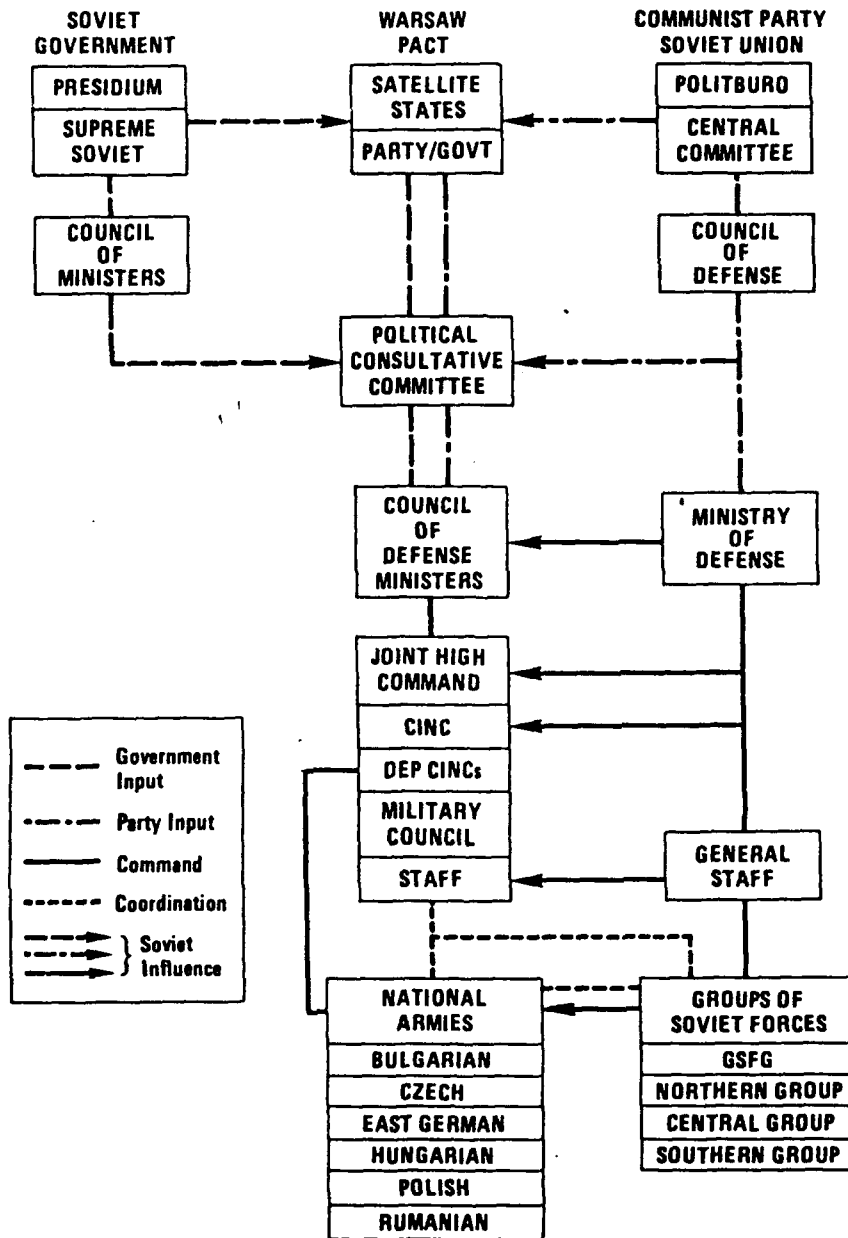 SOVIET
GOVERNMENT
WARSAW
PACT
COMMUNIST PARTY
SOVIET UNION
PRESIDIUM
SUPREME
SOVIET
SATELLITE
STATES
PARTY/GOVT
POLITBURO
CENTRAL
COMMITTEE
COUNCIL
OF
MINISTERS
COUNCIL
OF
DEFENSE
POLITICAL
CONSULTATIVE
COMMITTEE
COUNCIL
OF
DEFENSE
MINISTERS
MINISTRY
OF
DEFENSE
JOINT HIGH
COMMAND
CINC
DEP CINCs
MILITARY
COUNCIL
STAFF
GENERAL
STAFF
Government
Input
Party Input
Command
Coordination
Soviet
Influence
NATIONAL
ARMIES
BULGARIAN
CZECH
EAST GERMAN
HUNGARIAN
POLISH
RUMANIAN
GROUPS OF
SOVIET FORCES
GSFG
NORTHERN GROUP
CENTRAL GROUP
SOUTHERN GROUP